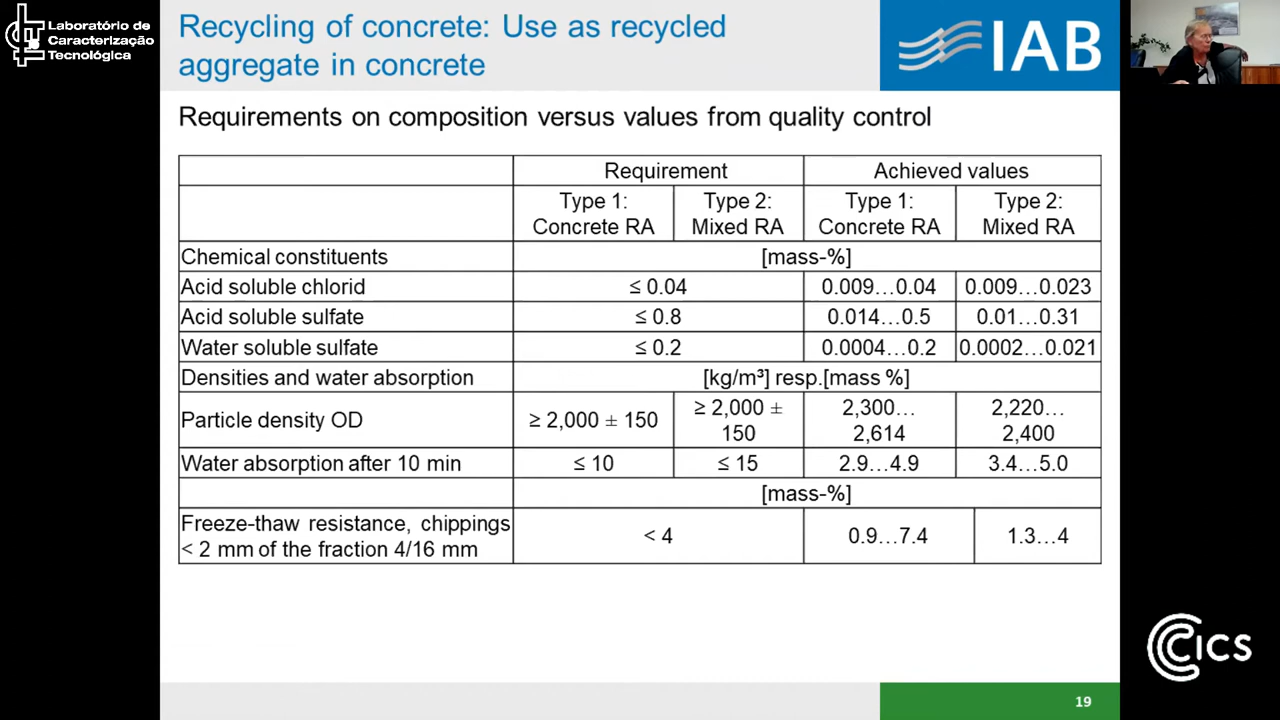 Laboratório de
Caracterização
Tecnológica
Recycling of concrete: Use as recycled
aggregate in concrete
IAB
Requirements on composition versus values from quality control
Requirement Achieved values
Type 1: Concrete RA Type 2: Mixed RA Type 1: Concrete RA Type 2: Mixed RA
Chemical constituents [mass-%]
Acid soluble chlorid ≤ 0.04 0.009…0.04 0.009…0.023
Acid soluble sulfate ≤ 0.8 0.014…0.5 0.01…0.31
Water soluble sulfate ≤ 0.2 0.0004…0.2 0.0002…0.021
Densities and water absorption [kg/m³] resp.[mass %]
Particle density OD ≥ 2,000 ± 150 ≥ 2,000 ± 150 2,300… 2,614 2,220… 2,400
Water absorption after 10 min ≤ 10 ≤ 15 2.9…4.9 3.4…5.0
[mass-%]
Freeze-thaw resistance, chippings
< 2 mm of the fraction 4/16 mm < 4 0.9…7.4 1.3…4
CICS
19